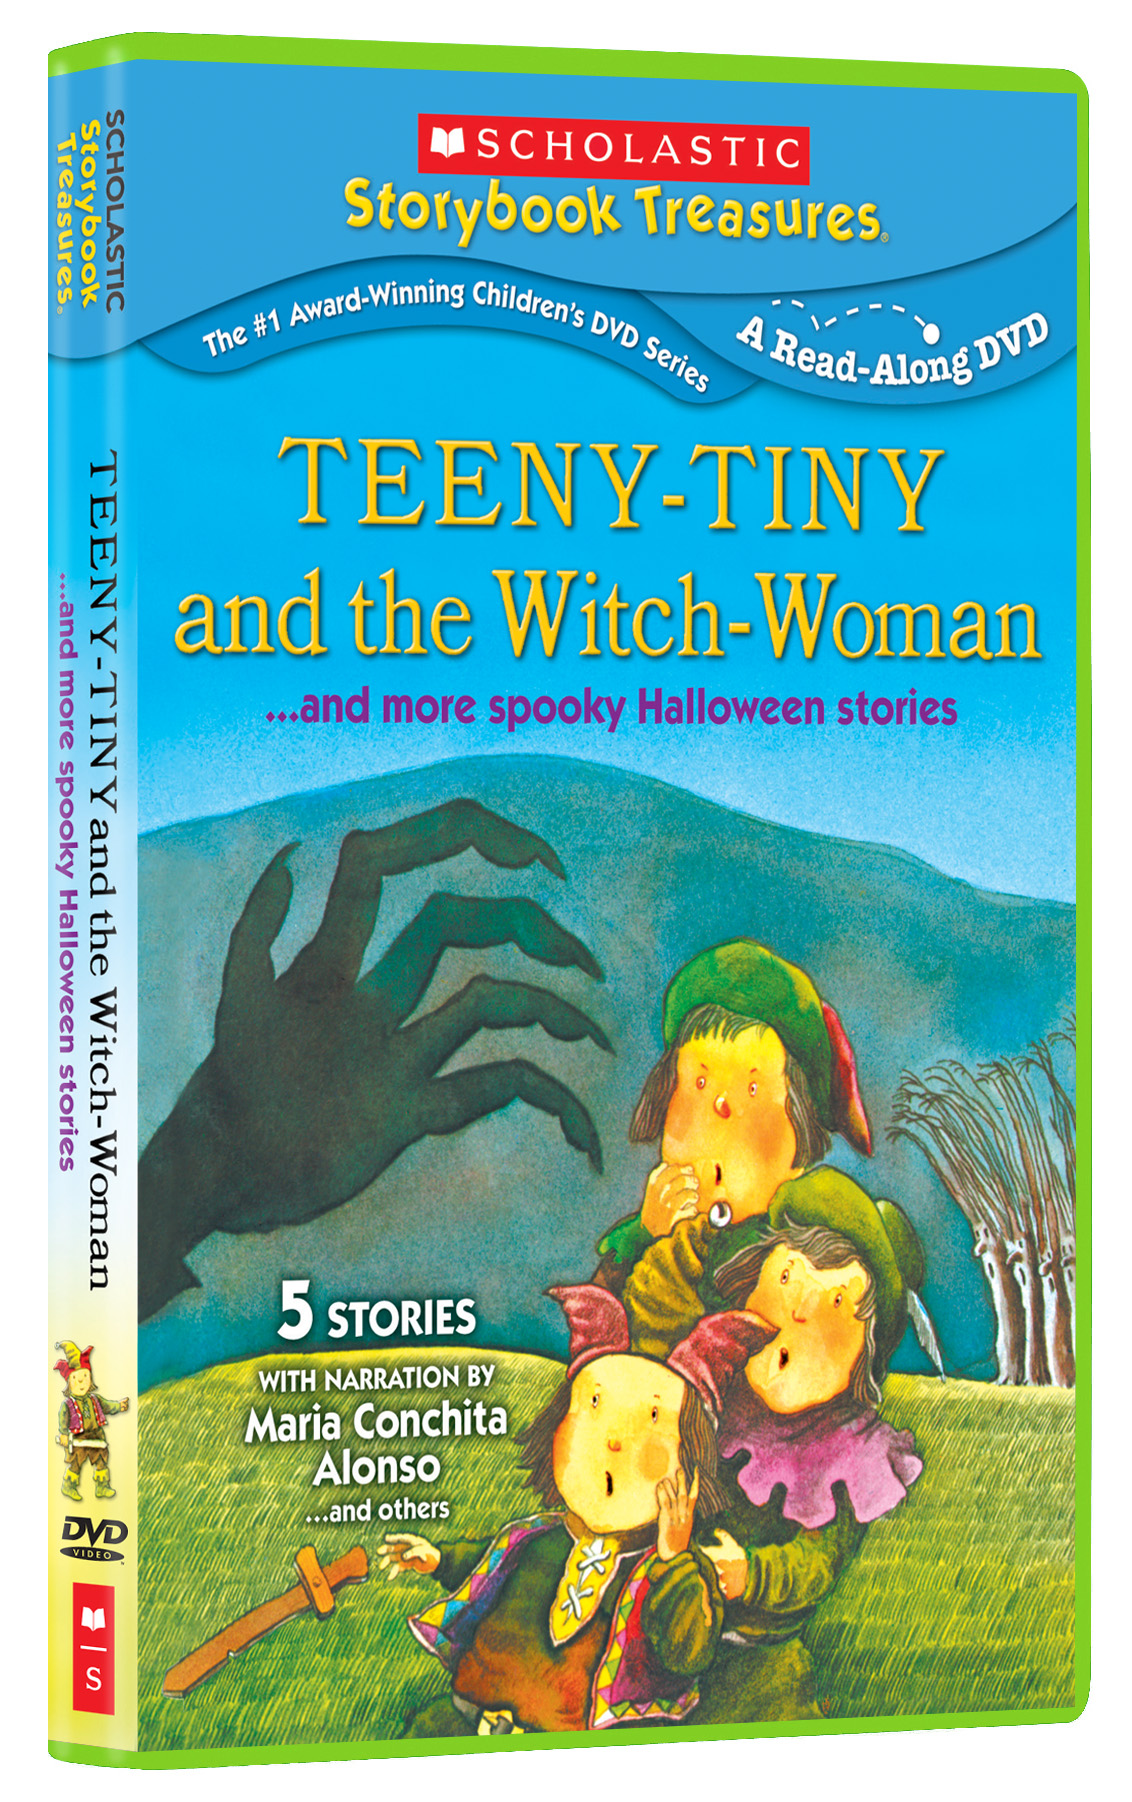 SCHOLASTIC
Storybook Treasures®
The #1 Award-Winning Children's DVD Series
A Read-Along DVD
TEENY-TINY
and the Witch-Woman
...and more spooky Halloween stories
5 STORIES
WITH NARRATION BY
Maria Conchita
Alonso
...and others
SCHOLASTIC
Storybook
Treasures®
TEENY-TINY and the Witch-Woman
...and more spooky Halloween stories
DVD
VIDEO
S